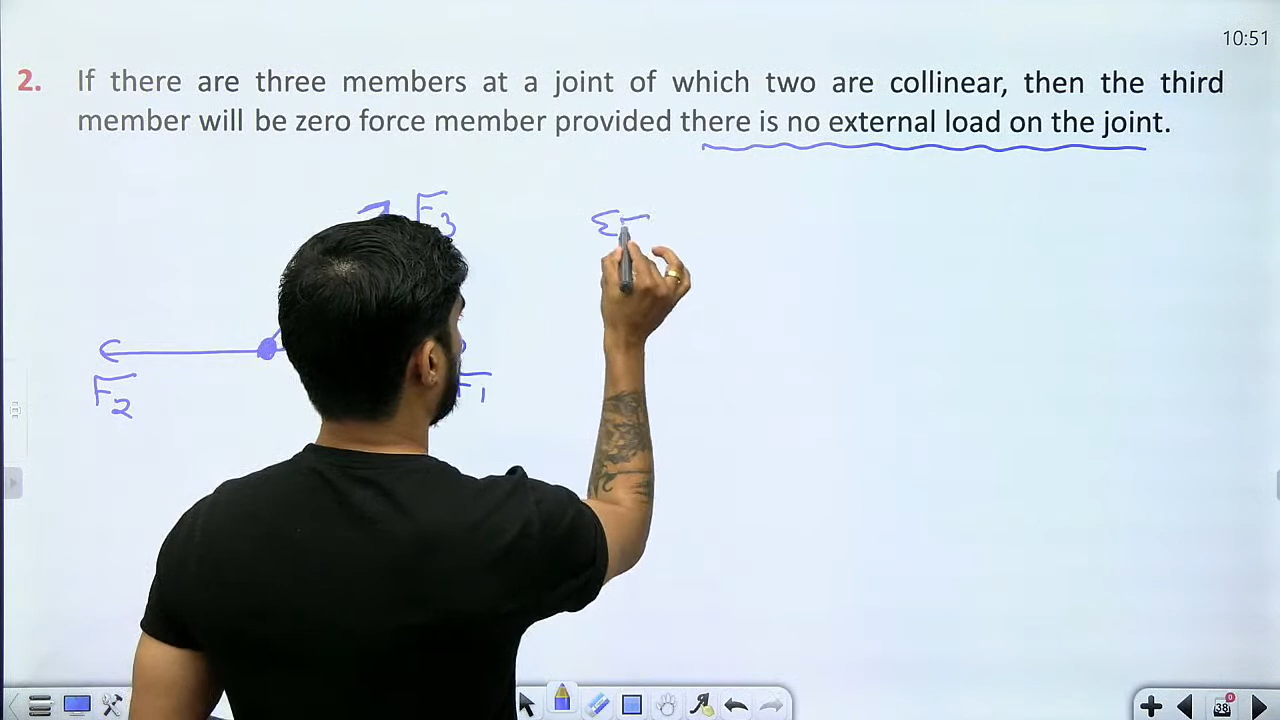 10:51
2. If there are three members at a joint of which two are collinear, then the third
member will be zero force member provided there is no external load on the joint.
F3
Σ
F2
F1
38